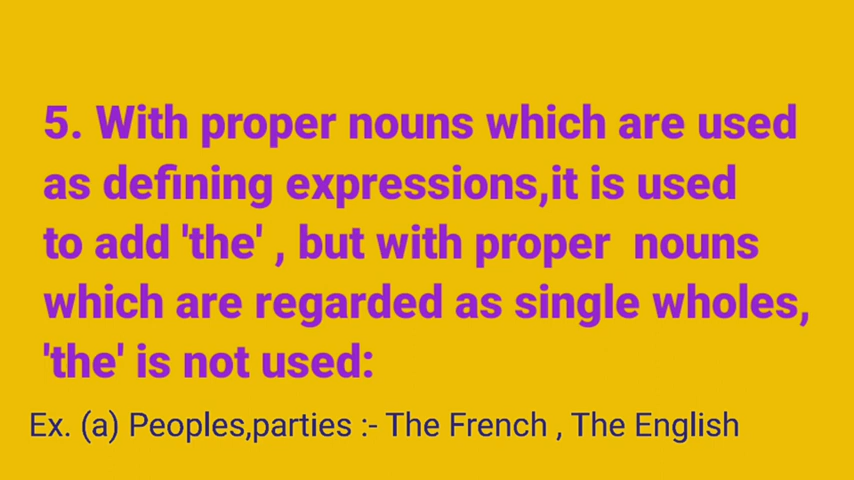 5. With proper nouns which are used
as defining expressions,it is used
to add 'the' , but with proper nouns
which are regarded as single wholes,
'the' is not used:
Ex. (a) Peoples,parties :- The French , The English